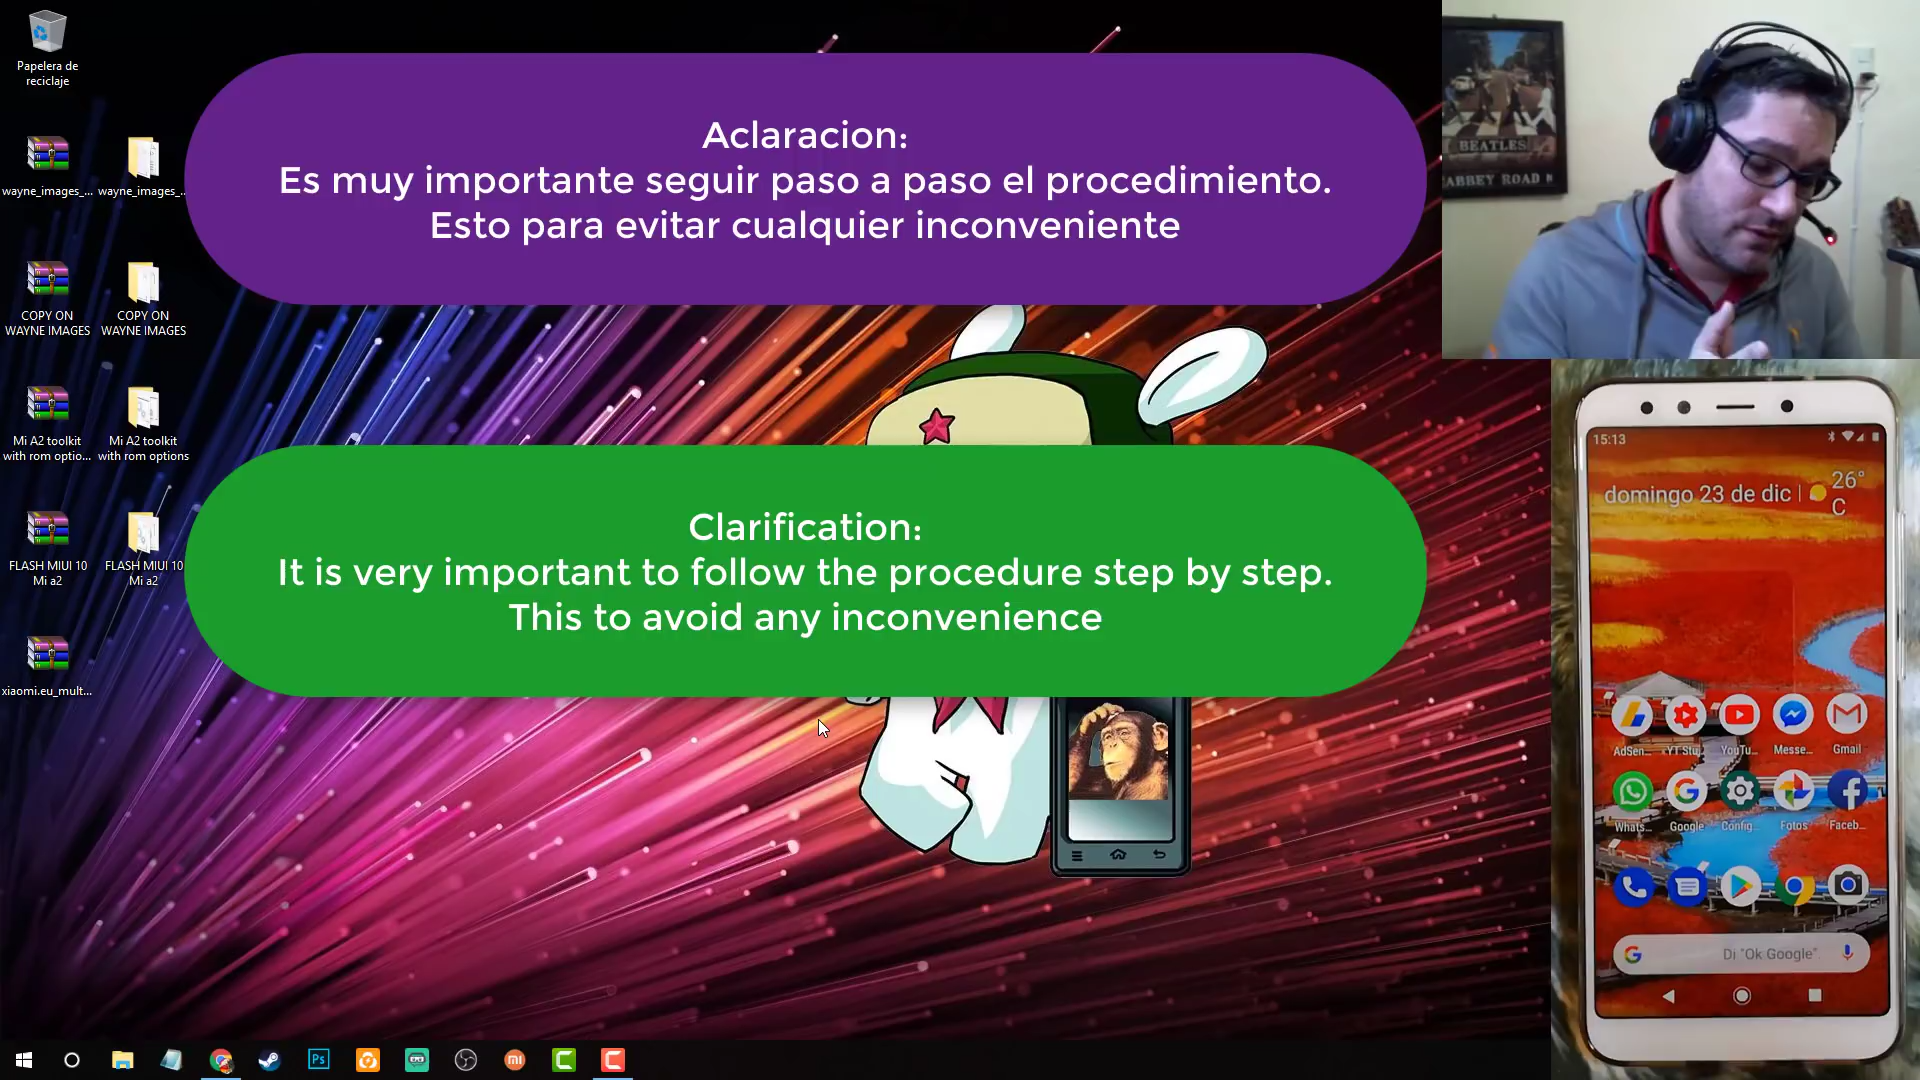 Papelera de
reciclaje
wayne_images_...
wayne_images_..
COPY ON
WAYNE IMAGES
COPY ON
WAYNE IMAGES
Mi A2 toolkit
with rom optio...
Mi A2 toolkit
with rom options
FLASH MIUI 10
Mi a2
FLASH MIUI 10
Mi a2
xiaomi.eu_mult...
Aclaracion:
Es muy importante seguir paso a paso el procedimiento.
Esto para evitar cualquier inconveniente
Clarification:
It is very important to follow the procedure step by step.
This to avoid any inconvenience
BEATLES
ABBEY ROAD
15:13
domingo 23 de dic
26°
C
AdSen...
YT Stu...
YouTu...
Messe...
Gmail
Whats...
Google
Config...
Fotos
Faceb...
Di "Ok Google"
Ps
mi